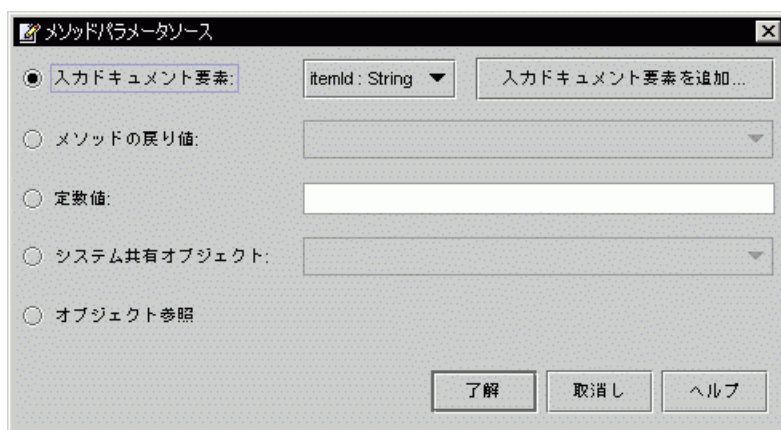 メソッドパラメータソース
入力ドキュメント要素: itemId : String 入力ドキュメント要素を追加...
メソッドの戻り値:
定数値:
システム共有オブジェクト:
オブジェクト参照
了解 取消し ヘルプ